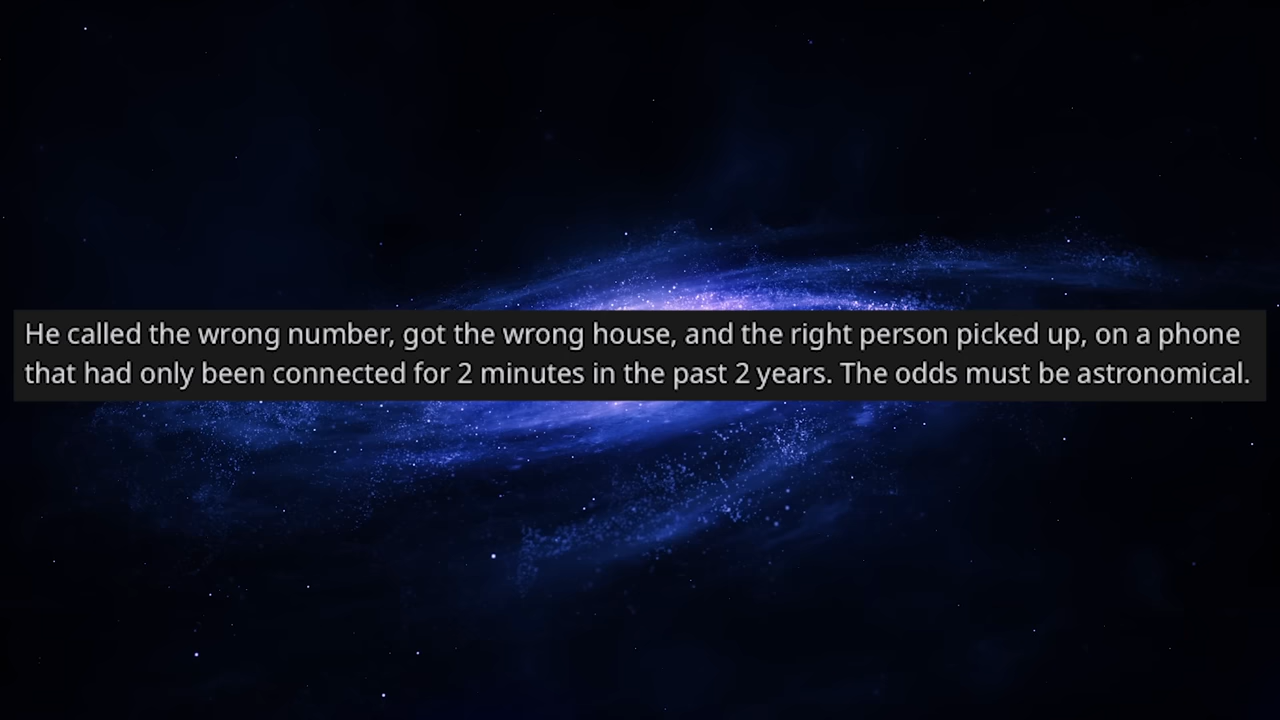 He called the wrong number, got the wrong house, and the right person picked up, on a phone
that had only been connected for 2 minutes in the past 2 years. The odds must be astronomical.